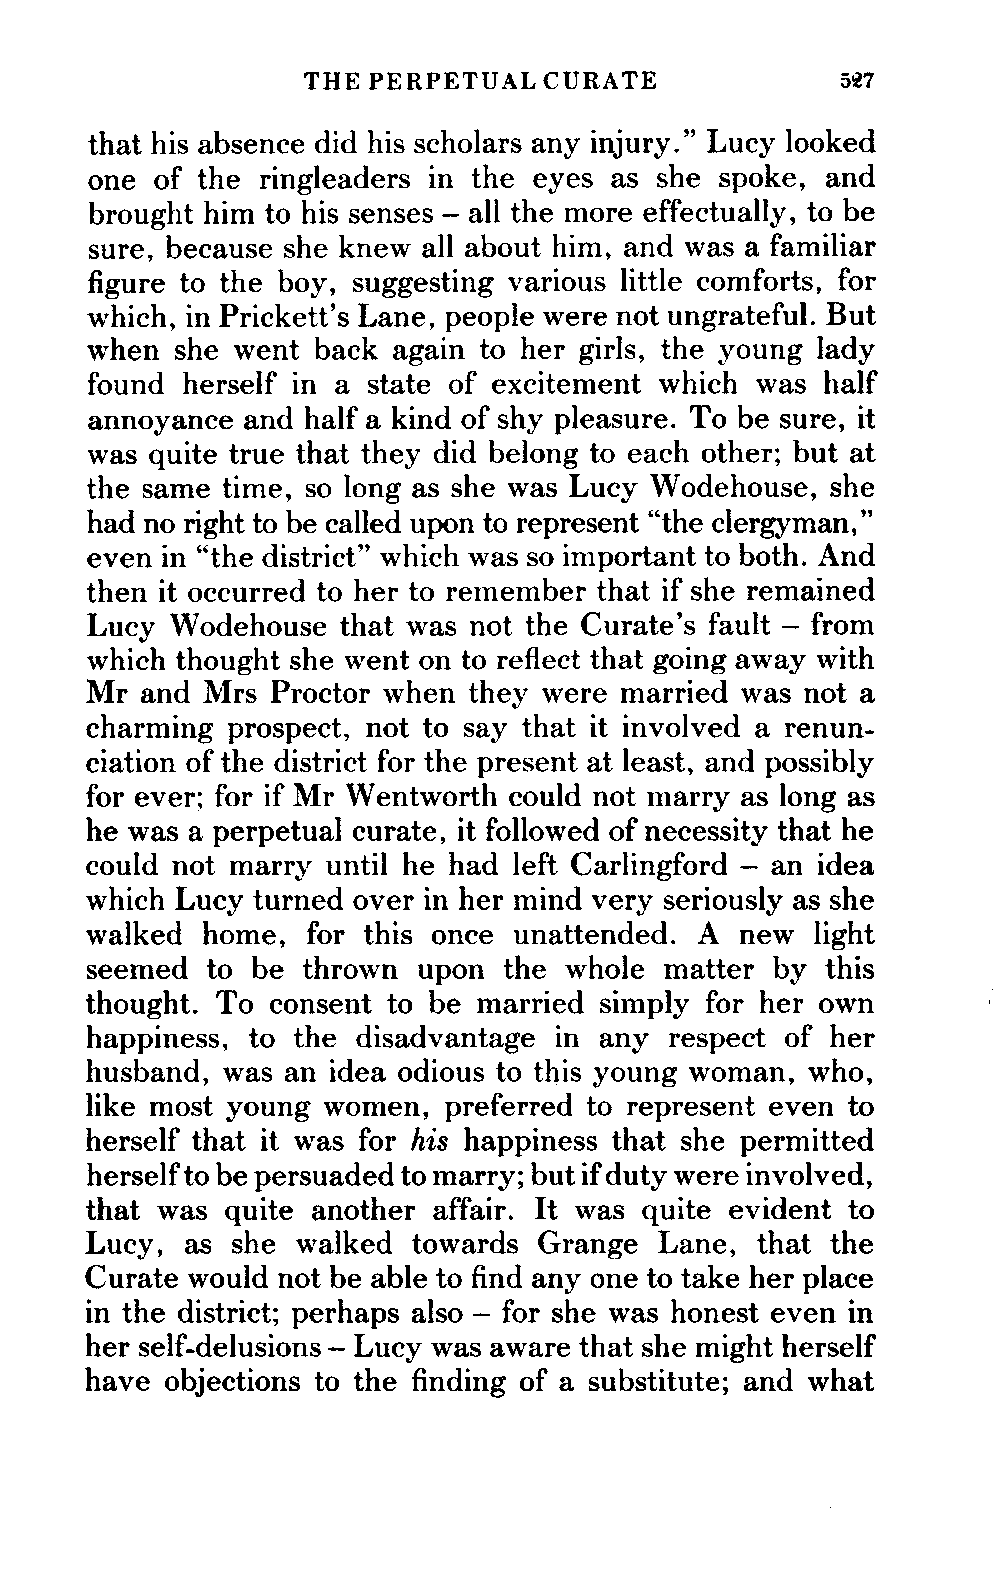 THE PERPETUAL CURATE 527
that his absence did his scholars any injury.” Lucy looked
one of the ringleaders in the eyes as she spoke, and
brought him to his senses – all the more effectually, to be
sure, because she knew all about him, and was a familiar
figure to the boy, suggesting various little comforts, for
which, in Prickett’s Lane, people were not ungrateful. But
when she went back again to her girls, the young lady
found herself in a state of excitement which was half
annoyance and half a kind of shy pleasure. To be sure, it
was quite true that they did belong to each other; but at
the same time, so long as she was Lucy Wodehouse, she
had no right to be called upon to represent “the clergyman,”
even in “the district” which was so important to both. And
then it occurred to her to remember that if she remained
Lucy Wodehouse that was not the Curate’s fault – from
which thought she went on to reflect that going away with
Mr and Mrs Proctor when they were married was not a
charming prospect, not to say that it involved a renun-
ciation of the district for the present at least, and possibly
for ever; for if Mr Wentworth could not marry as long as
he was a perpetual curate, it followed of necessity that he
could not marry until he had left Carlingford – an idea
which Lucy turned over in her mind very seriously as she
walked home, for this once unattended. A new light
seemed to be thrown upon the whole matter by this
thought. To consent to be married simply for her own
happiness, to the disadvantage in any respect of her
husband, was an idea odious to this young woman, who,
like most young women, preferred to represent even to
herself that it was for his happiness that she permitted
herself to be persuaded to marry; but if duty were involved,
that was quite another affair. It was quite evident to
Lucy, as she walked towards Grange Lane, that the
Curate would not be able to find any one to take her place
in the district; perhaps also – for she was honest even in
her self-delusions – Lucy was aware that she might herself
have objections to the finding of a substitute; and what